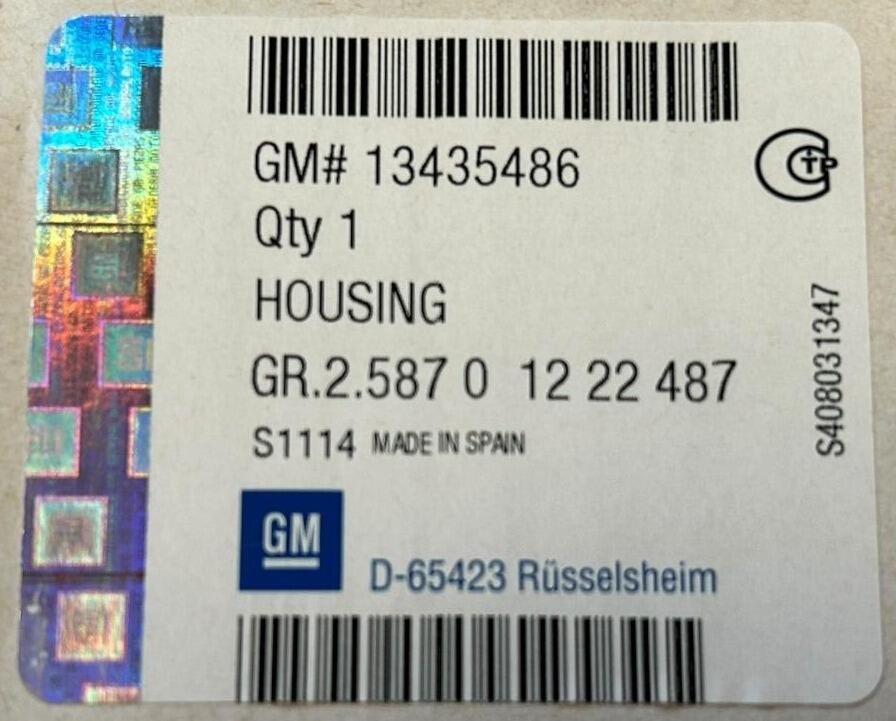 GM# 13435486
Qty 1
HOUSING
GR.2.587 0 12 22 487
S1114 MADE IN SPAIN
GM
D-65423 Rüsselsheim
S408031347